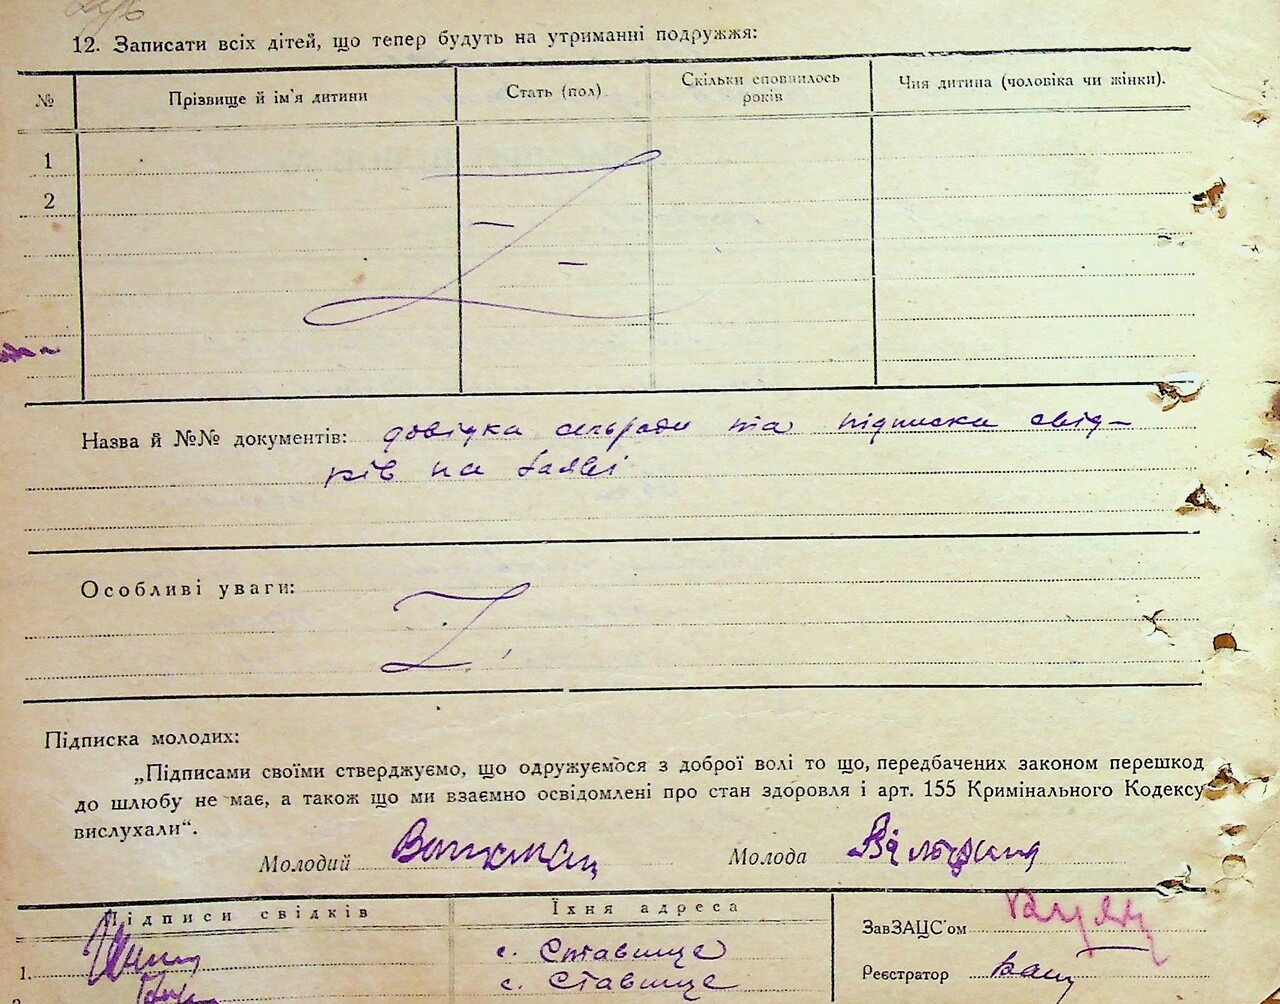 12. Записати всіх дітей, що тепер будуть на утриманні подружжя:
№ Прізвище й ім'я дитини Стать (пол) Скільки сповнилось років Чия дитина (чоловіка чи жінки).
1
2
Назва й №№ документів: довідка сільради та підписка свід-
ків на заяві
Особливі уваги:
Підписка молодих:
„Підписами своїми стверджуємо, що одружуємося з доброї волі то що, передбачених законом перешкод
до шлюбу не має, а також що ми взаємно освідомлені про стан здоровля і арт. 155 Кримінального Кодексу
вислухали“.
Молодий Молода
Підписи свідків Їхня адреса
ЗавЗАЦС'ом
1. с. Ставище
с. Ставище
Реєстратор